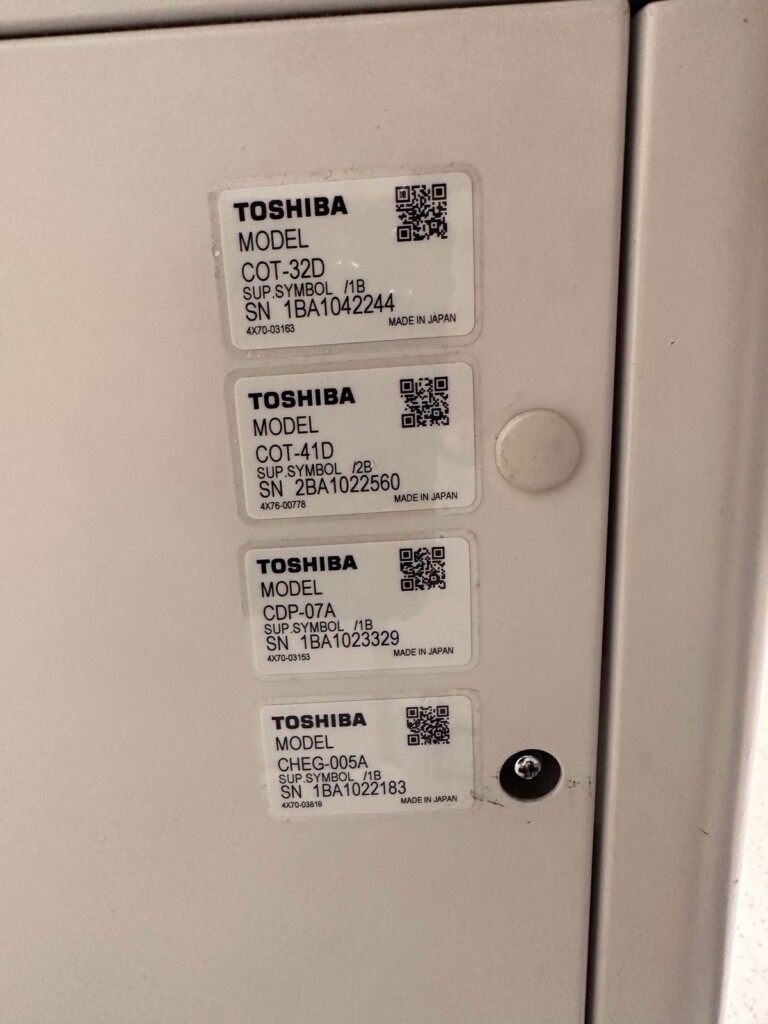 TOSHIBA
MODEL
COT-32D
SUP.SYMBOL /1B
SN 1BA1042244
4X70-03163 MADE IN JAPAN
TOSHIBA
MODEL
COT-41D
SUP.SYMBOL /2B
SN 2BA1022560
4X76-00778 MADE IN JAPAN
TOSHIBA
MODEL
CDP-07A
SUP.SYMBOL /1B
SN 1BA1023329
4X70-03153 MADE IN JAPAN
TOSHIBA
MODEL
CHEG-005A
SUP.SYMBOL /1B
SN 1BA1022183
4X70-03819 MADE IN JAPAN